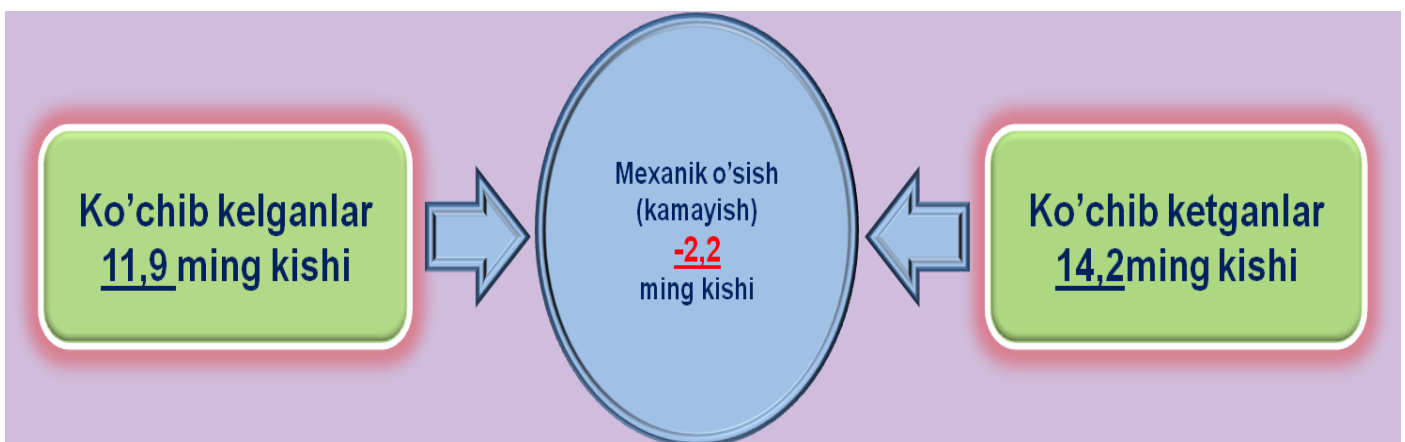 Ko’chib kelganlar
11,9 ming kishi
Mexanik o’sish
(kamayish)
-2,2
ming kishi
Ko’chib ketganlar
14,2ming kishi